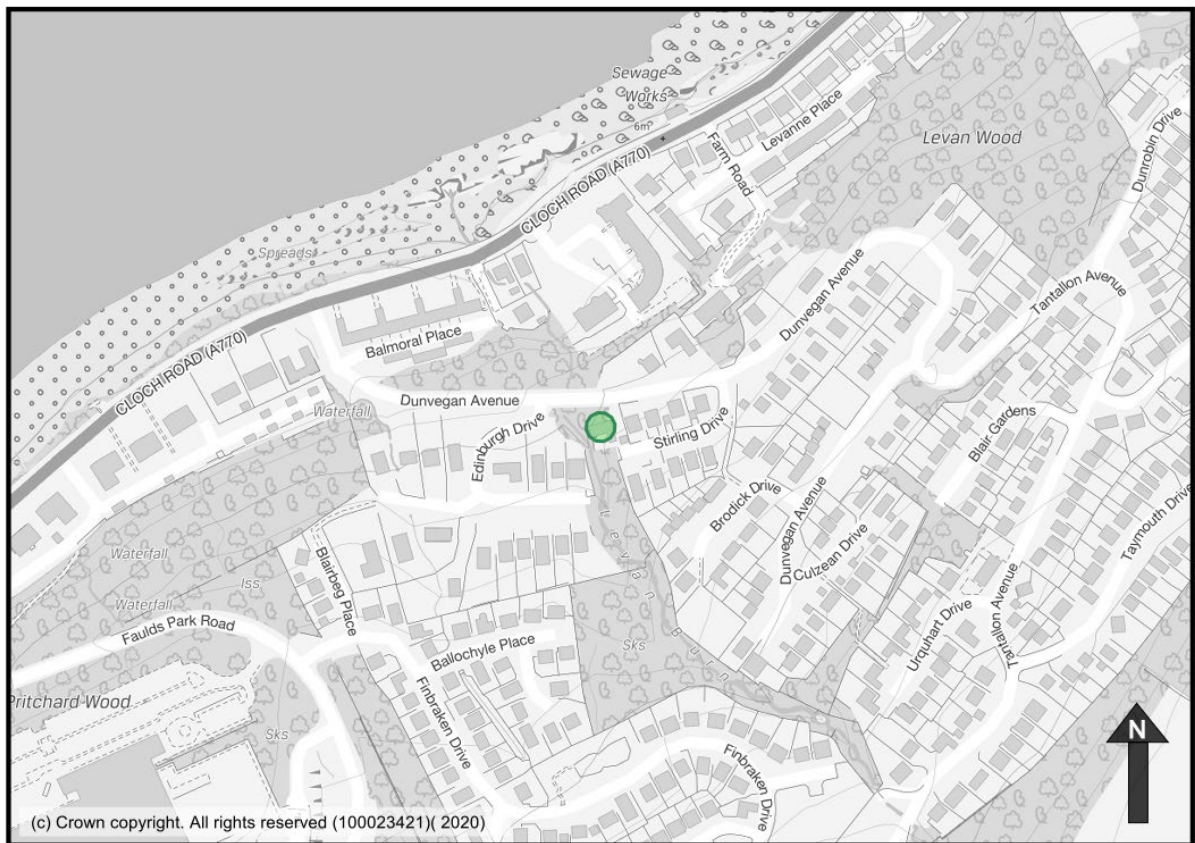 Sewage
Works
6m
Levanne Place
Levan Wood
Farm Road
CLOCH ROAD (A770)
Dunrobin Drive
Spreads
Dunvegan Avenue
Tantallon Avenue
Balmoral Place
CLOCH ROAD (A770)
Dunvegan Avenue
Waterfall
Edinburgh Drive
Stirling Drive
Blair Gardens
Brodick Drive
Levan Burn
Dunvegan Avenue
Culzean Drive
Taymouth Drive
Waterfall
Iss
Blairbeg Place
Waterfall
Faulds Park Road
Ballochyle Place
Sks
Urquhart Drive
Tantallon Avenue
Pritchard Wood
Finbraken Drive
Sks
Finbraken Drive
N
(c) Crown copyright. All rights reserved (100023421)( 2020)